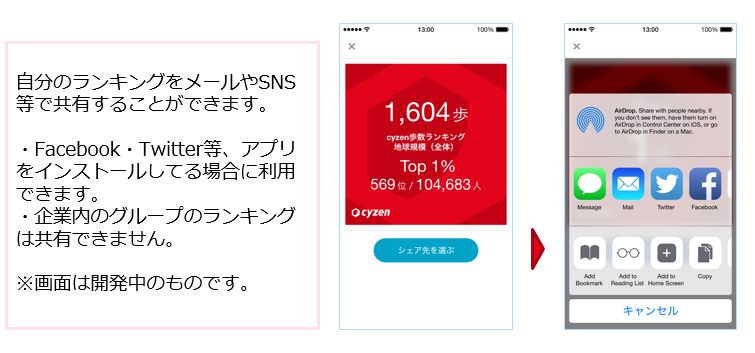 自分のランキングをメールやSNS
等で共有することができます。
・Facebook・Twitter等、アプリ
をインストールしてる場合に利用
できます。
・企業内のグループのランキング
は共有できません。
※画面は開発中のものです。
13:00
100%
×
1,604 歩
cyzen歩数ランキング
地球規模（全体）
Top 1%
569 位 / 104,683 人
cyzen
シェア先を選ぶ
13:00
100%
×
AirDrop. Share with people nearby. If
you don't see them, have them turn on
AirDrop in Control Center on iOS, or go
to AirDrop in Finder on a Mac.
Message
Mail
Twitter
Facebook
Add
Bookmark
Add to
Reading List
Add to
Home Screen
Copy
キャンセル